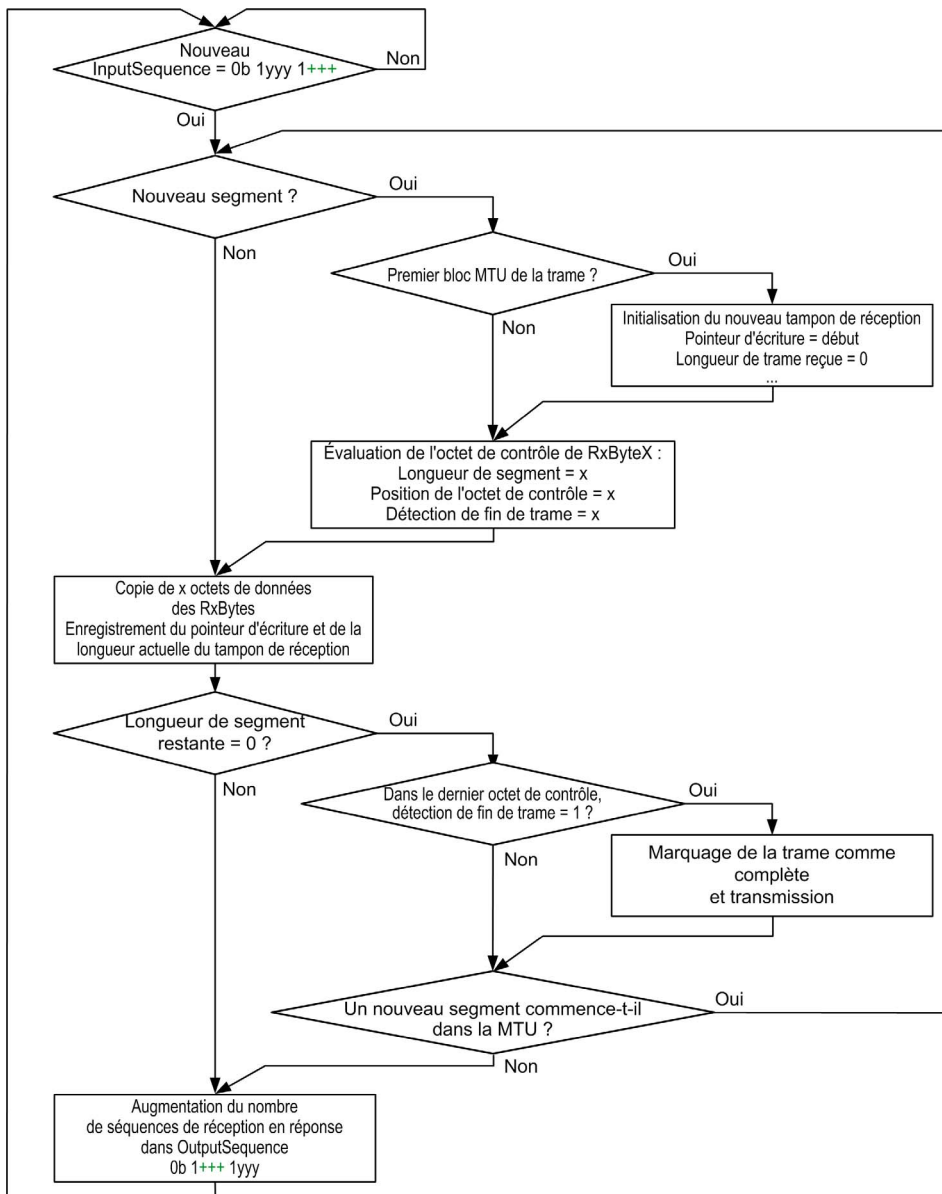 Nouveau
InputSequence = 0b 1yyy 1+++
Non
Oui
Nouveau segment ?
Oui
Non
Premier bloc MTU de la trame ?
Oui
Non
Initialisation du nouveau tampon de réception
Pointeur d'écriture = début
Longueur de trame reçue = 0
...
Évaluation de l'octet de contrôle de RxByteX :
Longueur de segment = x
Position de l'octet de contrôle = x
Détection de fin de trame = x
Copie de x octets de données
des RxBytes
Enregistrement du pointeur d'écriture et de la
longueur actuelle du tampon de réception
Longueur de segment
restante = 0 ?
Oui
Non
Dans le dernier octet de contrôle,
détection de fin de trame = 1 ?
Oui
Non
Marquage de la trame comme
complète
et transmission
Un nouveau segment commence-t-il
dans la MTU ?
Oui
Non
Augmentation du nombre
de séquences de réception en réponse
dans OutputSequence
0b 1+++ 1yyy